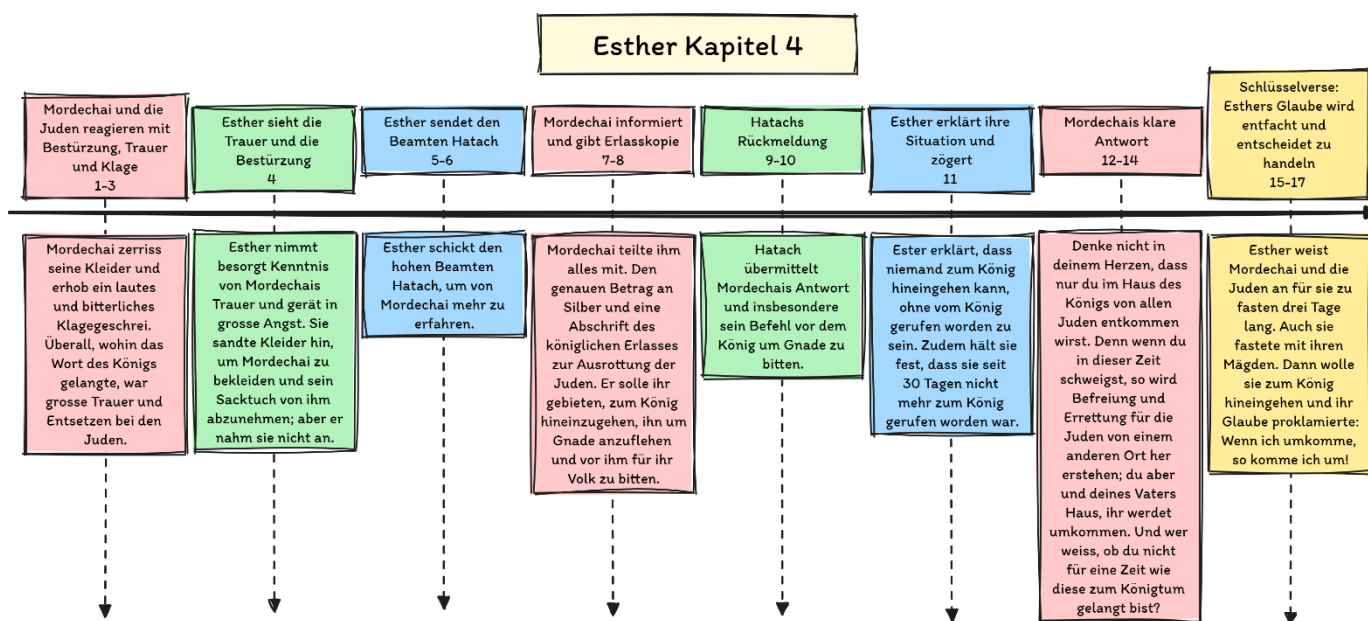 Esther Kapitel 4
Mordechai und die
Juden reagieren mit
Bestürzung, Trauer
und Klage
1-3
Esther sieht die
Trauer und die
Bestürzung
4
Esther sendet den
Beamten Hatach
5-6
Mordechai informiert
und gibt Erlasskopie
7-8
Hatachs
Rückmeldung
9-10
Esther erklärt ihre
Situation und
zögert
11
Mordechais klare
Antwort
12-14
Schlüsselverse:
Esthers Glaube wird
entfacht und
entscheidet zu
handeln
15-17
Mordechai zerriss
seine Kleider und
erhob ein lautes
und bitterliches
Klagegeschrei.
Überall, wohin das
Wort des Königs
gelangte, war
grosse Trauer und
Entsetzen bei den
Juden.
Esther nimmt
besorgt Kenntnis
von Mordechais
Trauer und gerät in
grosse Angst. Sie
sandte Kleider hin,
um Mordechai zu
bekleiden und sein
Sacktuch von ihm
abzunehmen; aber er
nahm sie nicht an.
Esther schickt den
hohen Beamten
Hatach, um von
Mordechai mehr zu
erfahren.
Mordechai teilte ihm
alles mit. Den
genauen Betrag an
Silber und eine
Abschrift des
königlichen Erlasses
zur Ausrottung der
Juden. Er solle ihr
gebieten, zum König
hineinzugehen, ihn um
Gnade anzuflehen
und vor ihm für ihr
Volk zu bitten.
Hatach
übermittelt
Mordechais Antwort
und insbesondere
sein Befehl vor dem
König um Gnade zu
bitten.
Ester erklärt, dass
niemand zum König
hineingehen kann,
ohne vom König
gerufen worden zu
sein. Zudem hält sie
fest, dass sie seit
30 Tagen nicht
mehr zum König
gerufen worden war.
Denke nicht in
deinem Herzen, dass
nur du im Haus des
Königs von allen
Juden entkommen
wirst. Denn wenn du
in dieser Zeit
schweigst, so wird
Befreiung und
Errettung für die
Juden von einem
anderen Ort her
erstehen; du aber
und deines Vaters
Haus, ihr werdet
umkommen. Und wer
weiss, ob du nicht
für eine Zeit wie
diese zum Königtum
gelangt bist?
Esther weist
Mordechai und die
Juden an für sie zu
fasten drei Tage
lang. Auch sie
fastete mit ihren
Mägden. Dann wolle
sie zum König
hineingehen und ihr
Glaube proklamierte:
Wenn ich umkomme,
so komme ich um!